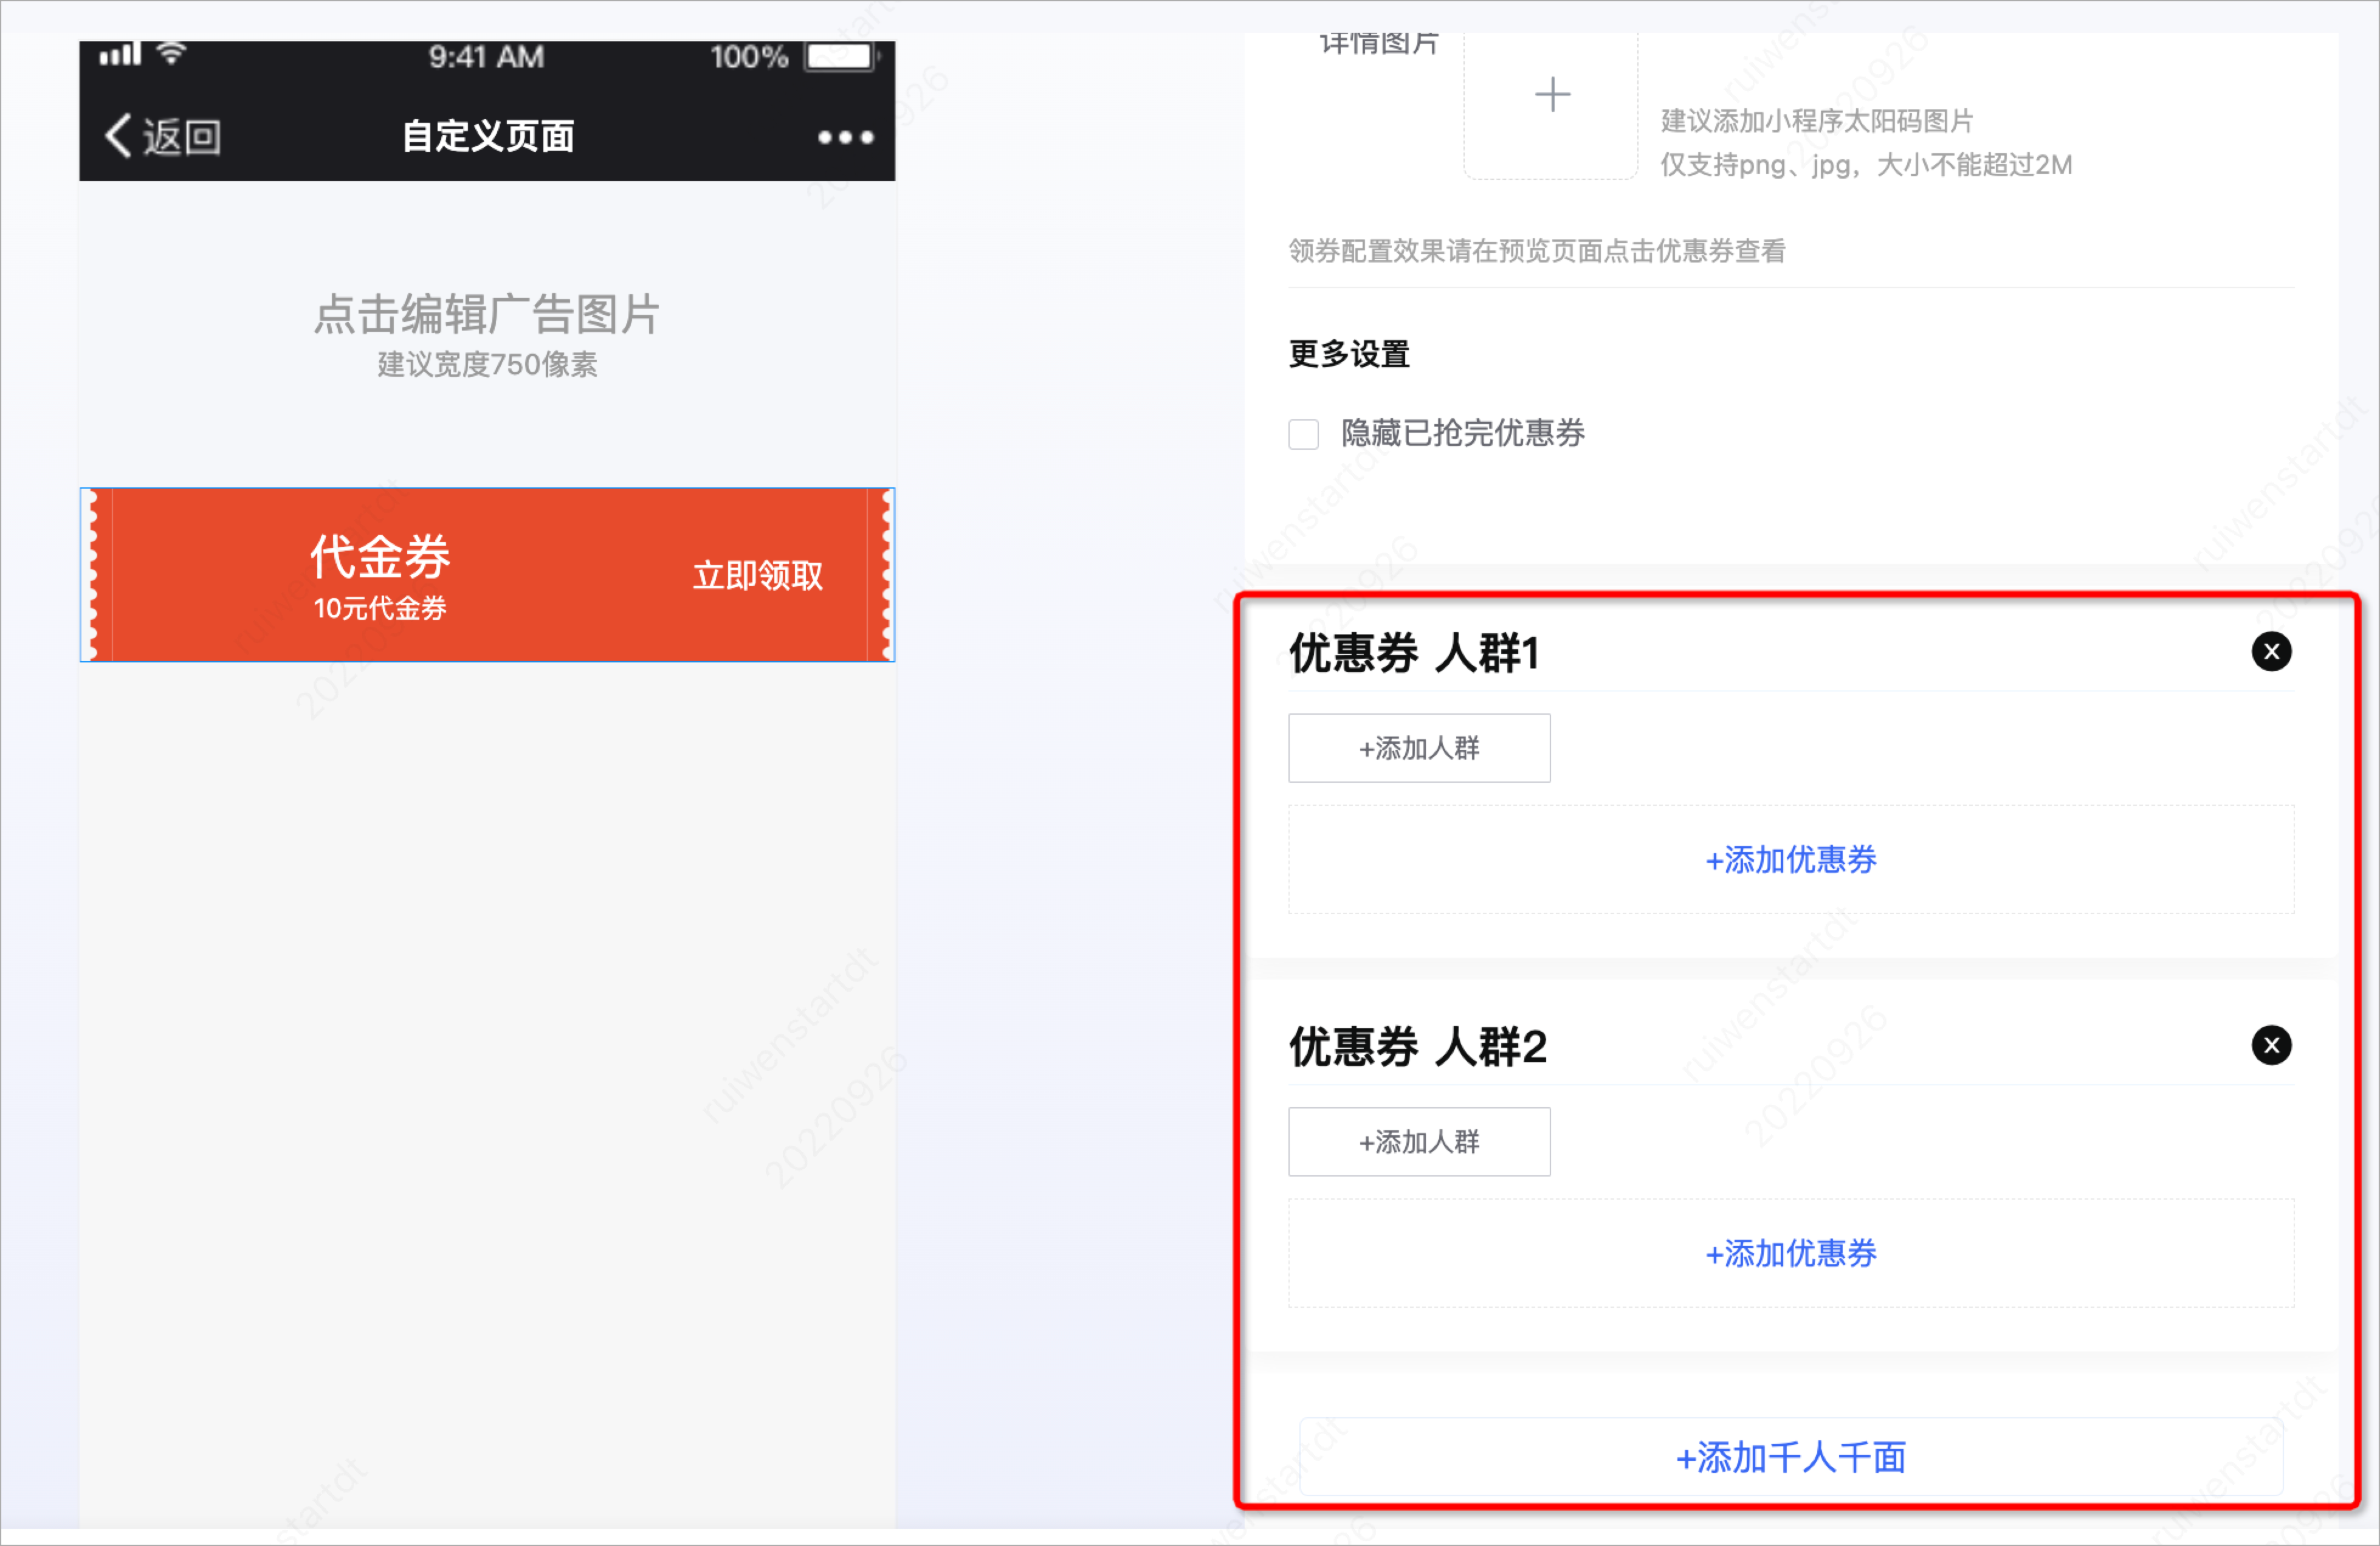 9:41 AM
100%
返回
自定义页面
•••
点击编辑广告图片
建议宽度750像素
代金券
10元代金券
立即领取
详情图片
建议添加小程序太阳码图片
仅支持png、jpg，大小不能超过2M
领券配置效果请在预览页面点击优惠券查看
更多设置
隐藏已抢完优惠券
优惠券 人群1
+添加人群
+添加优惠券
优惠券 人群2
+添加人群
+添加优惠券
+添加千人千面
ruiwenstartdt
20220926